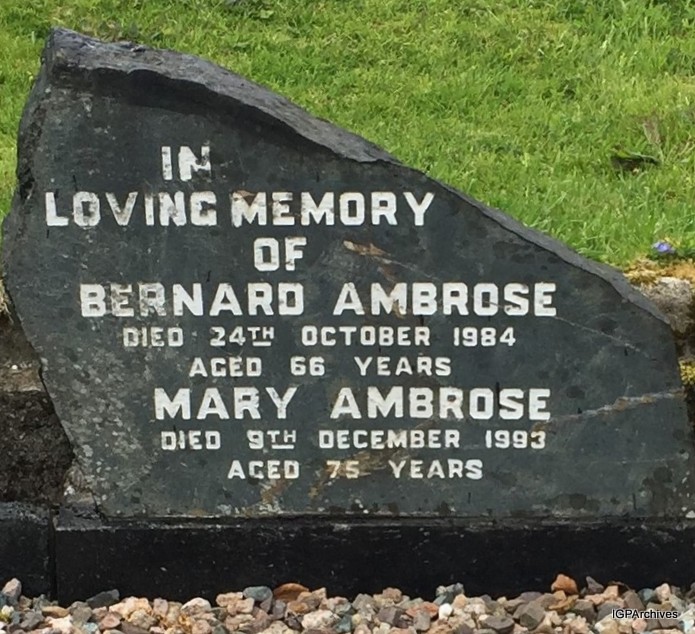 IN
LOVING MEMORY
OF
BERNARD AMBROSE
DIED 24TH OCTOBER 1984
AGED 66 YEARS
MARY AMBROSE
DIED 9TH DECEMBER 1993
AGED 75 YEARS
IGPArchives